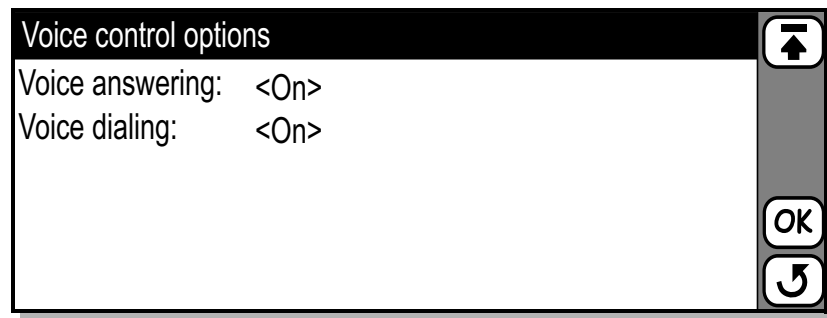 Voice control options
Voice answering: <On>
Voice dialing: <On>
OK